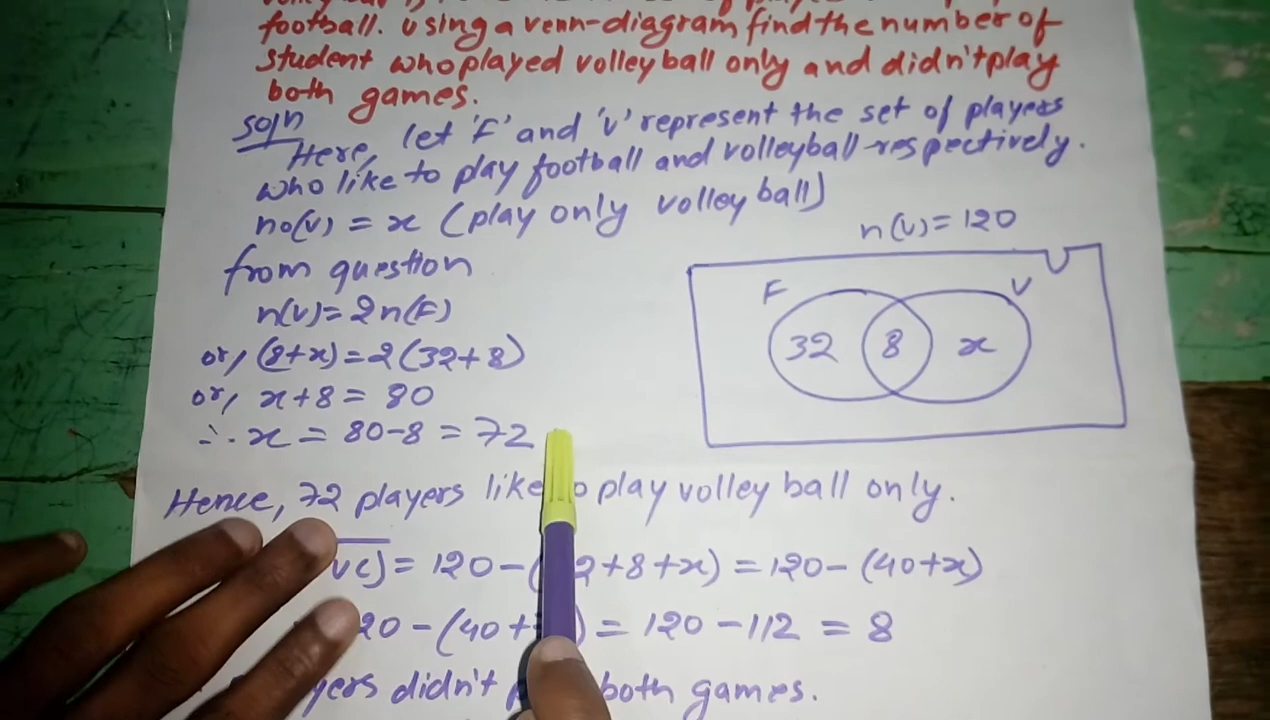 football. using a venn-diagram find the number of
student who played volleyball only and didn't play
both games.
soln
Here, let 'F' and 'V' represent the set of players
who like to play football and volleyball respectively.
no(v) = x (play only volley ball)
from question
n(v) = 2n(F)
or, (8+x) = 2(32+8)
or, x+8 = 80
∴ x = 80-8 = 72
n(U) = 120
F V U
32 8 x
Hence, 72 players like play volley ball only.
= 120 - +8+x) = 120 - (40+x)
20 - (40+ ) = 120 - 112 = 8
didn't both games.